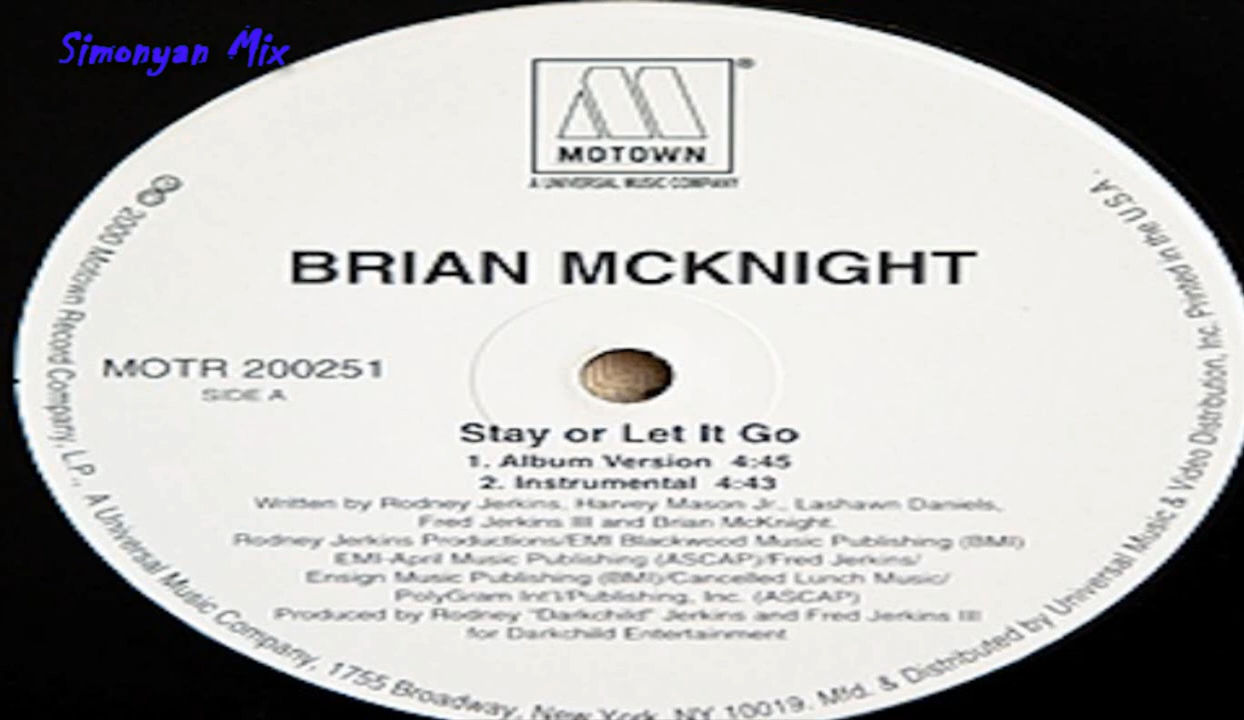 Simonyan Mix
MOTOWN
A UNIVERSAL MUSIC COMPANY
BRIAN MCKNIGHT
MOTR 200251
SIDE A
Stay or Let It Go
1. Album Version 4:45
2. Instrumental 4:43
Written by Rodney Jerkins, Harvey Mason Jr., Lashawn Daniels,
Fred Jerkins III and Brian McKnight.
Rodney Jerkins Productions/EMI Blackwood Music Publishing (BMI)
EMI-April Music Publishing (ASCAP)/Fred Jerkins/
Ensign Music Publishing (BMI)/Cancelled Lunch Music/
PolyGram Int'l Publishing, Inc. (ASCAP)
Produced by Rodney "Darkchild" Jerkins and Fred Jerkins III
for Darkchild Entertainment
℗© 2000 Motown Record Company, L.P., A Universal Music Company, 1755 Broadway, New York, NY 10019. Mfd. & Distributed by Universal Music & Video Distribution, Inc. Printed in the U.S.A.